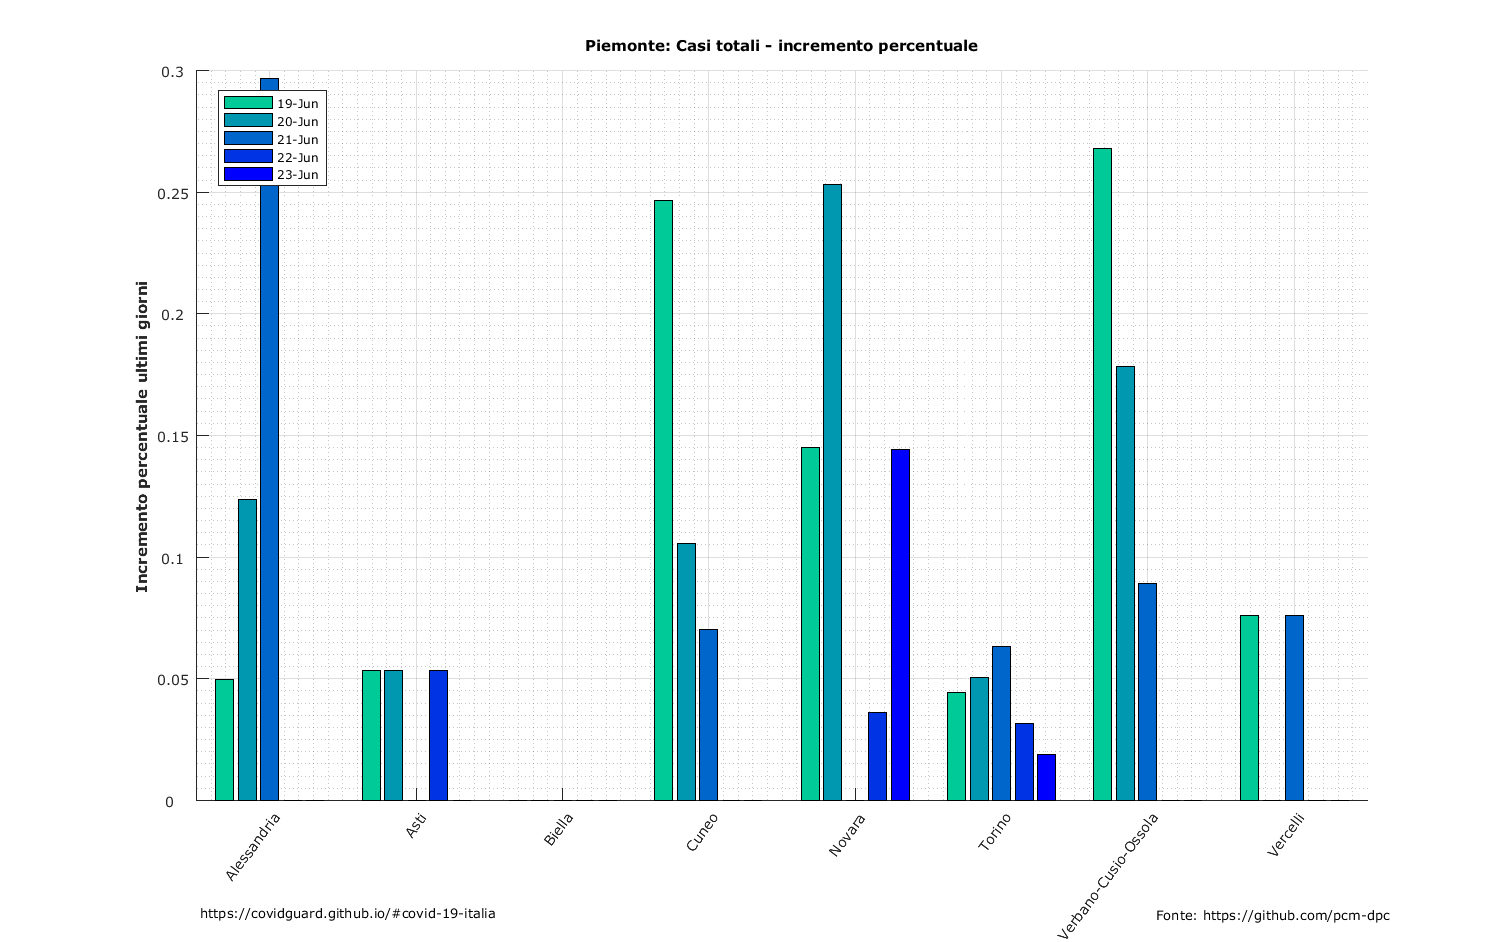 Piemonte: Casi totali - incremento percentuale
0.3
0.25
0.2
0.15
0.1
0.05
0
Incremento percentuale ultimi giorni
19-Jun
20-Jun
21-Jun
22-Jun
23-Jun
Alessandria
Asti
Biella
Cuneo
Novara
Torino
Verbano-Cusio-Ossola
Vercelli
https://covidguard.github.io/#covid-19-italia
Fonte: https://github.com/pcm-dpc